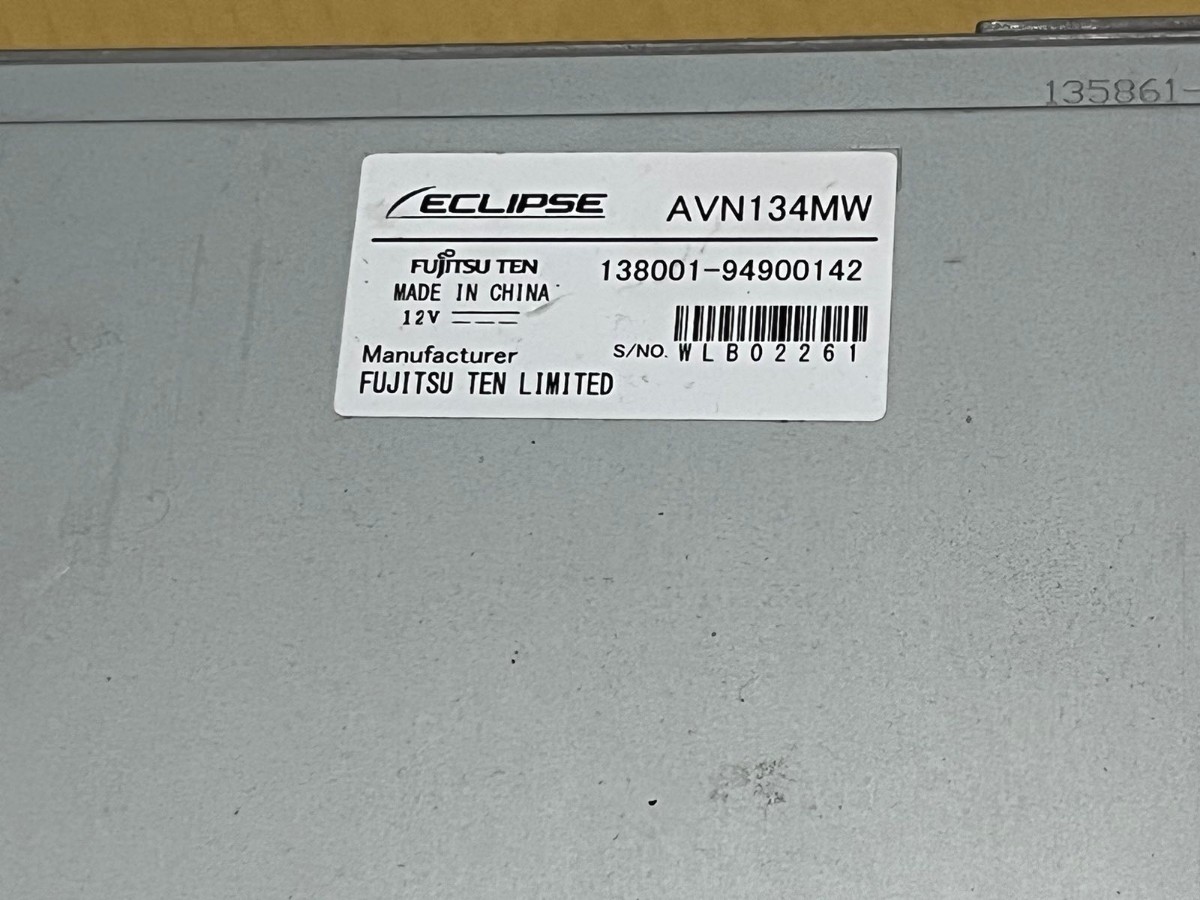 135861-
ECLIPSE AVN134MW
FUJITSU TEN 138001-94900142
MADE IN CHINA
12V
S/NO. WLB02261
Manufacturer
FUJITSU TEN LIMITED